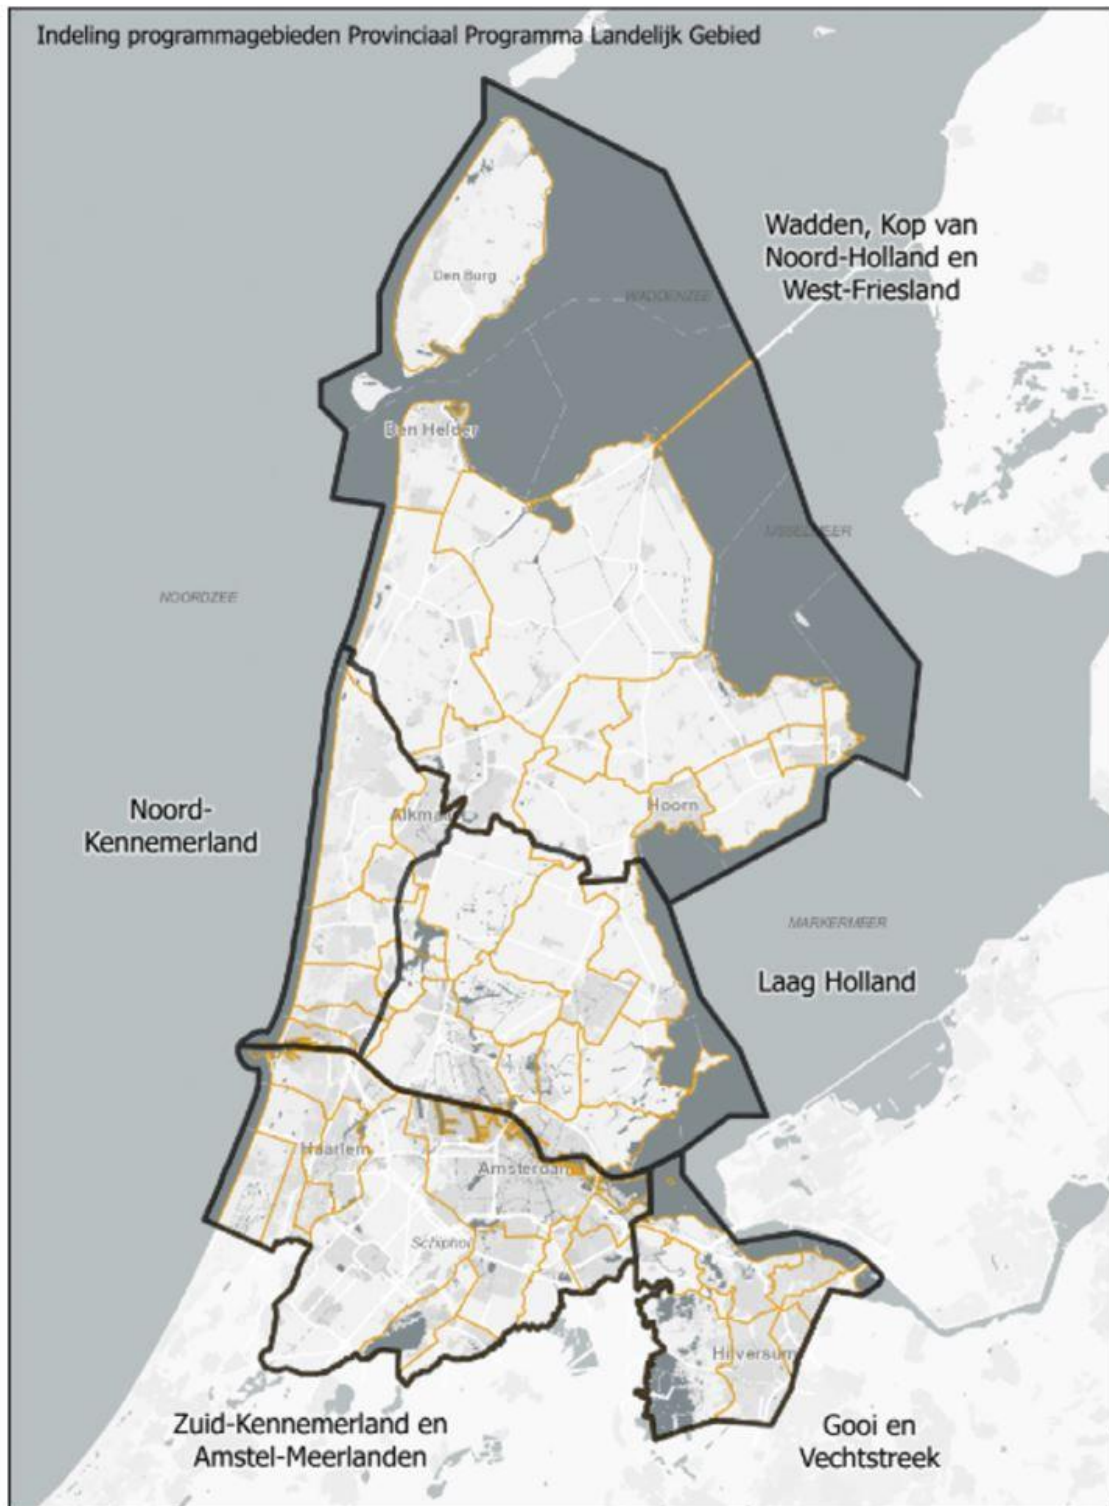 Indeling programmagebieden Provinciaal Programma Landelijk Gebied
Wadden, Kop van
Noord-Holland en
West-Friesland
Den Burg
WADDENZEE
Den Helder
IJSSELMEER
NOORDZEE
Noord-
Kennemerland
Alkmaar
Hoorn
MARKERMEER
Laag Holland
Haarlem
Amsterdam
Schiphol
Hilversum
Zuid-Kennemerland en
Amstel-Meerlanden
Gooi en
Vechtstreek